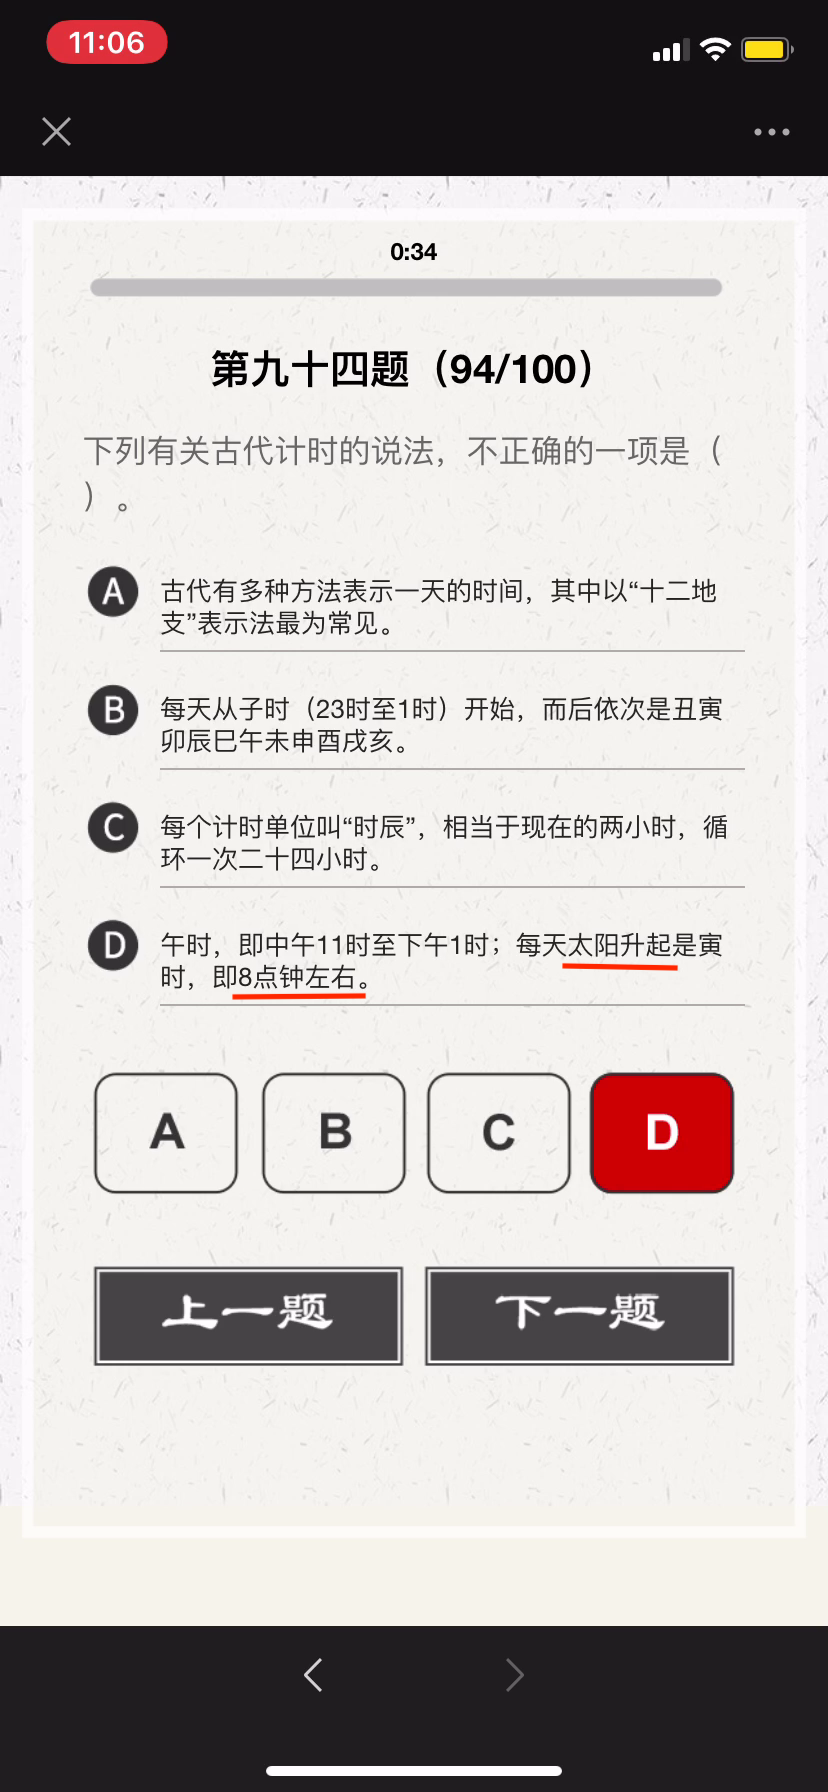 11:06
0:34
第九十四题（94/100）
下列有关古代计时的说法，不正确的一项是（
）。
A 古代有多种方法表示一天的时间，其中以“十二地
支”表示法最为常见。
B 每天从子时（23时至1时）开始，而后依次是丑寅
卯辰巳午未申酉戌亥。
C 每个计时单位叫“时辰”，相当于现在的两小时，循
环一次二十四小时。
D 午时，即中午11时至下午1时；每天太阳升起是寅
时，即8点钟左右。
A B C D
上一题 下一题